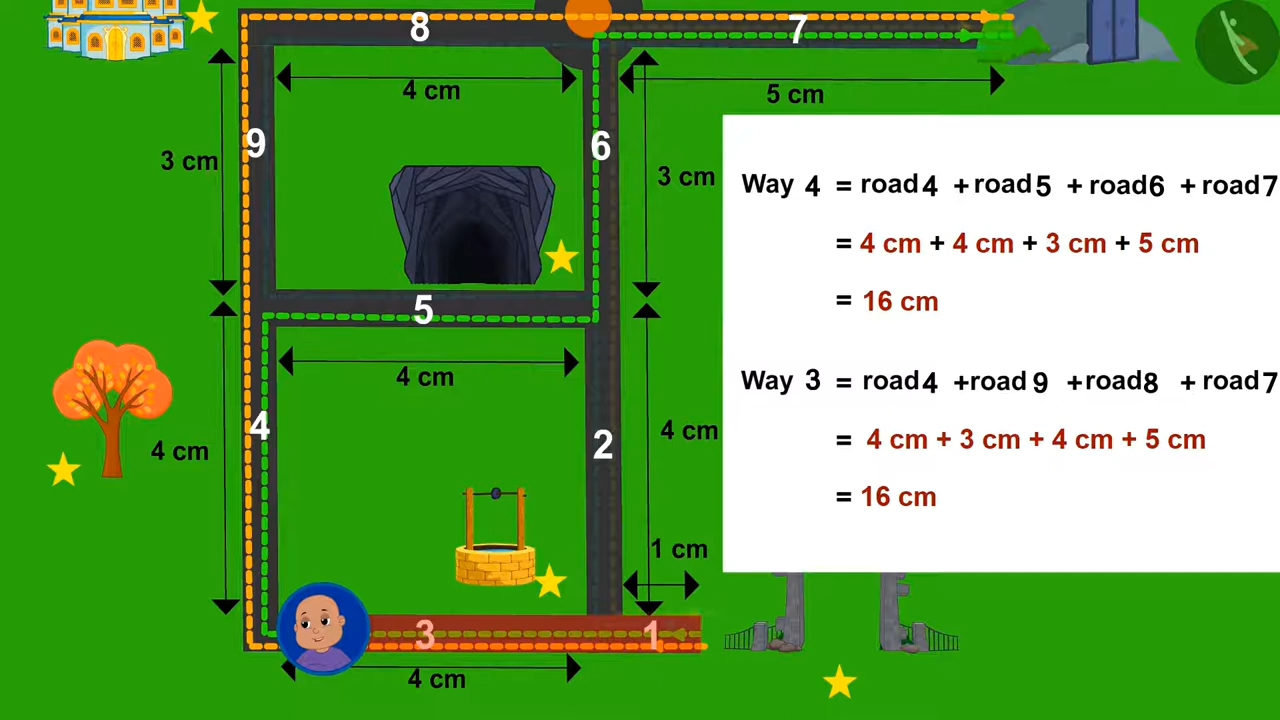 8
7
4 cm
5 cm
9
6
3 cm
3 cm
5
4 cm
4
2
4 cm
4 cm
1 cm
3
1
4 cm
Way 4 = road4 +road5 +road6 +road7
= 4 cm + 4 cm + 3 cm + 5 cm
= 16 cm
Way 3 = road4 +road9 +road8 +road7
= 4 cm + 3 cm + 4 cm + 5 cm
= 16 cm